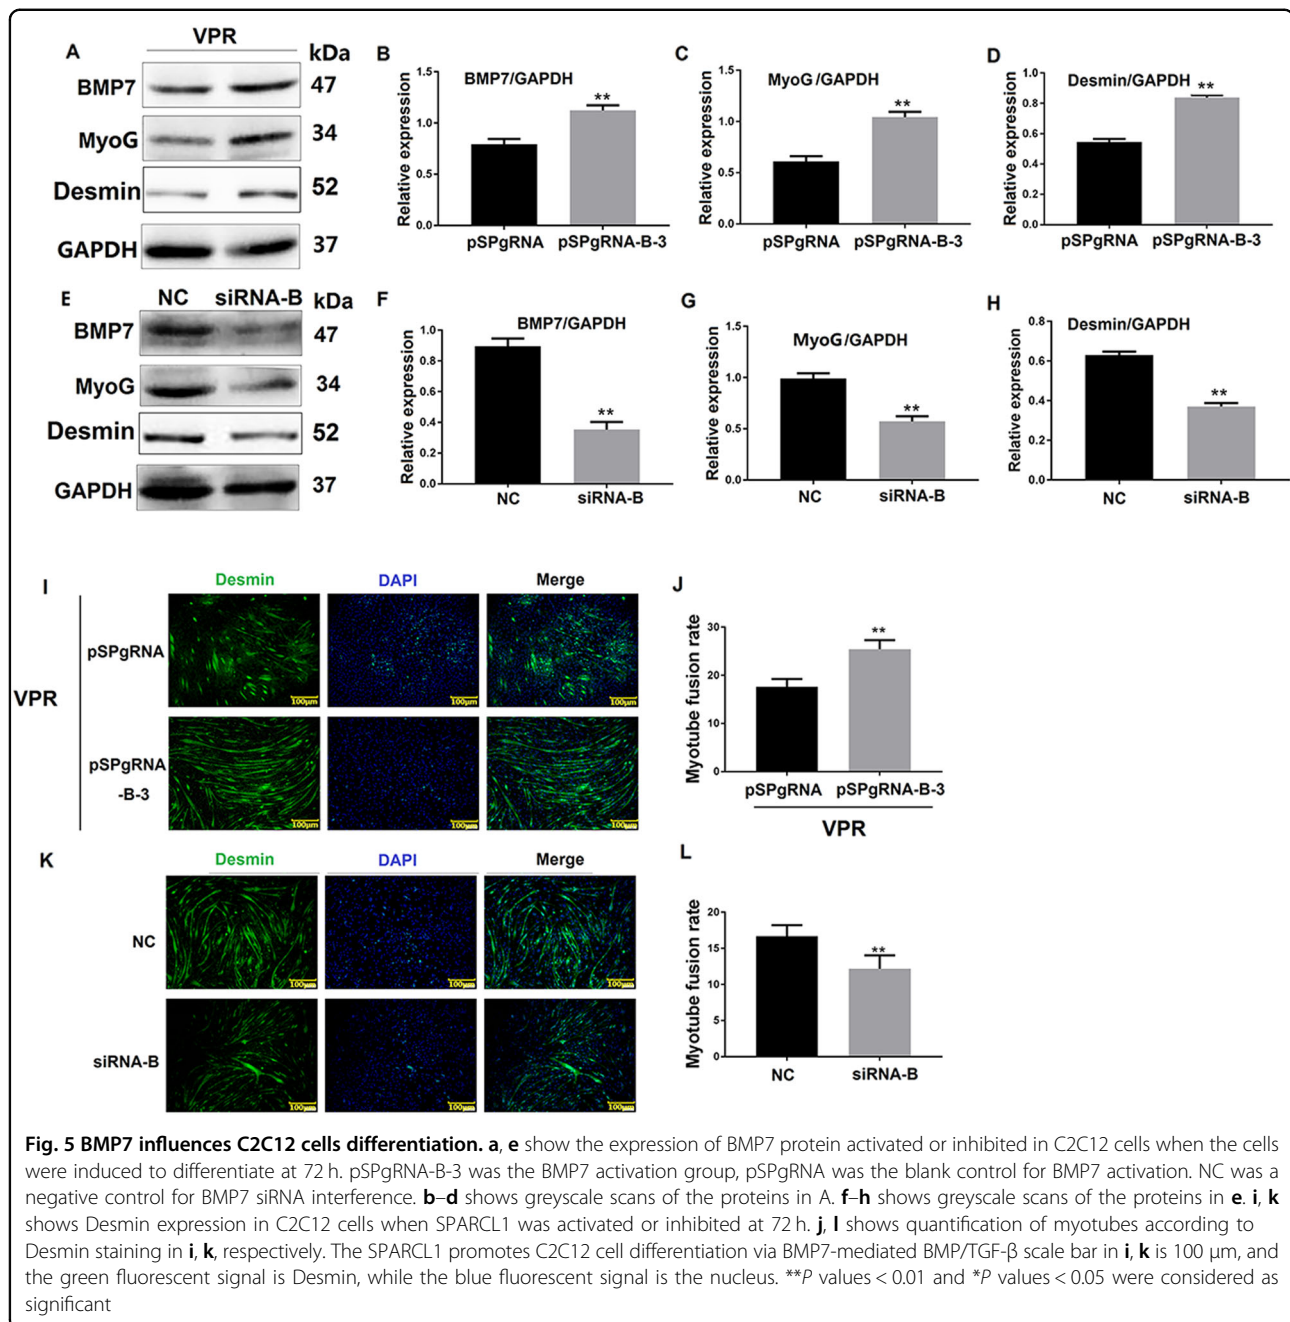 A
VPR
kDa
BMP7
47
MyoG
34
Desmin
52
GAPDH
37
B
BMP7/GAPDH
Relative expression
1.5
1.0
0.5
0.0
**
pSPgRNA pSPgRNA-B-3
C
MyoG/GAPDH
Relative expression
1.5
1.0
0.5
0.0
**
pSPgRNA pSPgRNA-B-3
D
Desmin/GAPDH
Relative expression
1.0
0.8
0.6
0.4
0.2
0.0
**
pSPgRNA pSPgRNA-B-3
E
NC siRNA-B kDa
BMP7
47
MyoG
34
Desmin
52
GAPDH
37
F
BMP7/GAPDH
Relative expression
1.0
0.8
0.6
0.4
0.2
0.0
**
NC siRNA-B
G
MyoG/GAPDH
Relative expression
1.5
1.0
0.5
0.0
**
NC siRNA-B
H
Desmin/GAPDH
Relative expression
0.8
0.6
0.4
0.2
0.0
**
NC siRNA-B
I
Desmin DAPI Merge
VPR
pSPgRNA
100μm 100μm 100μm
pSPgRNA
-B-3
100μm 100μm 100μm
J
Myotube fusion rate
30
20
10
0
**
pSPgRNA pSPgRNA-B-3
VPR
K
Desmin DAPI Merge
NC
100μm 100μm 100μm
siRNA-B
100μm 100μm 100μm
L
Myotube fusion rate
20
15
10
5
0
**
NC siRNA-B
Fig. 5 BMP7 influences C2C12 cells differentiation. a, e show the expression of BMP7 protein activated or inhibited in C2C12 cells when the cells
were induced to differentiate at 72 h. pSPgRNA-B-3 was the BMP7 activation group, pSPgRNA was the blank control for BMP7 activation. NC was a
negative control for BMP7 siRNA interference. b–d shows greyscale scans of the proteins in A. f–h shows greyscale scans of the proteins in e. i, k
shows Desmin expression in C2C12 cells when SPARCL1 was activated or inhibited at 72 h. j, l shows quantification of myotubes according to
Desmin staining in i, k, respectively. The SPARCL1 promotes C2C12 cell differentiation via BMP7-mediated BMP/TGF-β scale bar in i, k is 100 μm, and
the green fluorescent signal is Desmin, while the blue fluorescent signal is the nucleus. **P values < 0.01 and *P values < 0.05 were considered as
significant